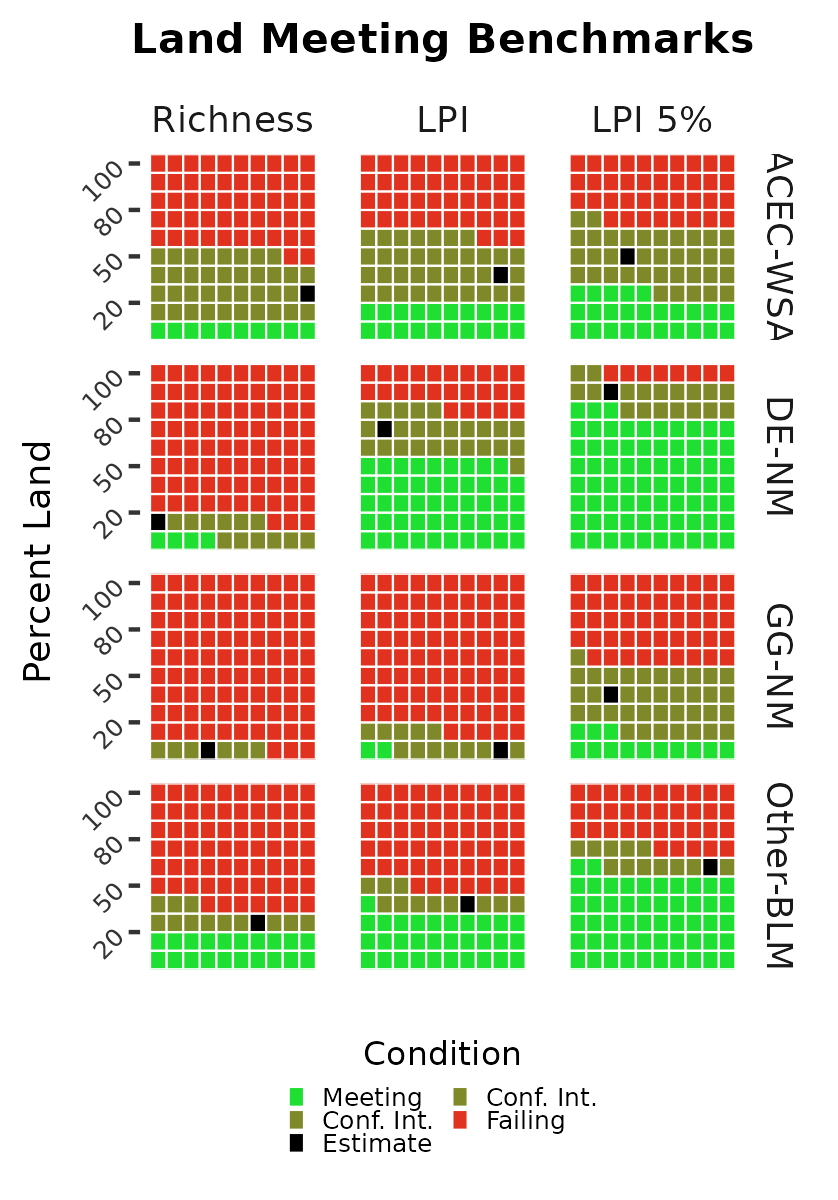 Land Meeting Benchmarks
Richness LPI LPI 5%
100
80
50
20
ACEC-WSA
100
80
50
20
DE-NM
Percent Land
100
80
50
20
GG-NM
100
80
50
20
Other-BLM
Condition
Meeting Conf. Int.
Conf. Int. Failing
Estimate